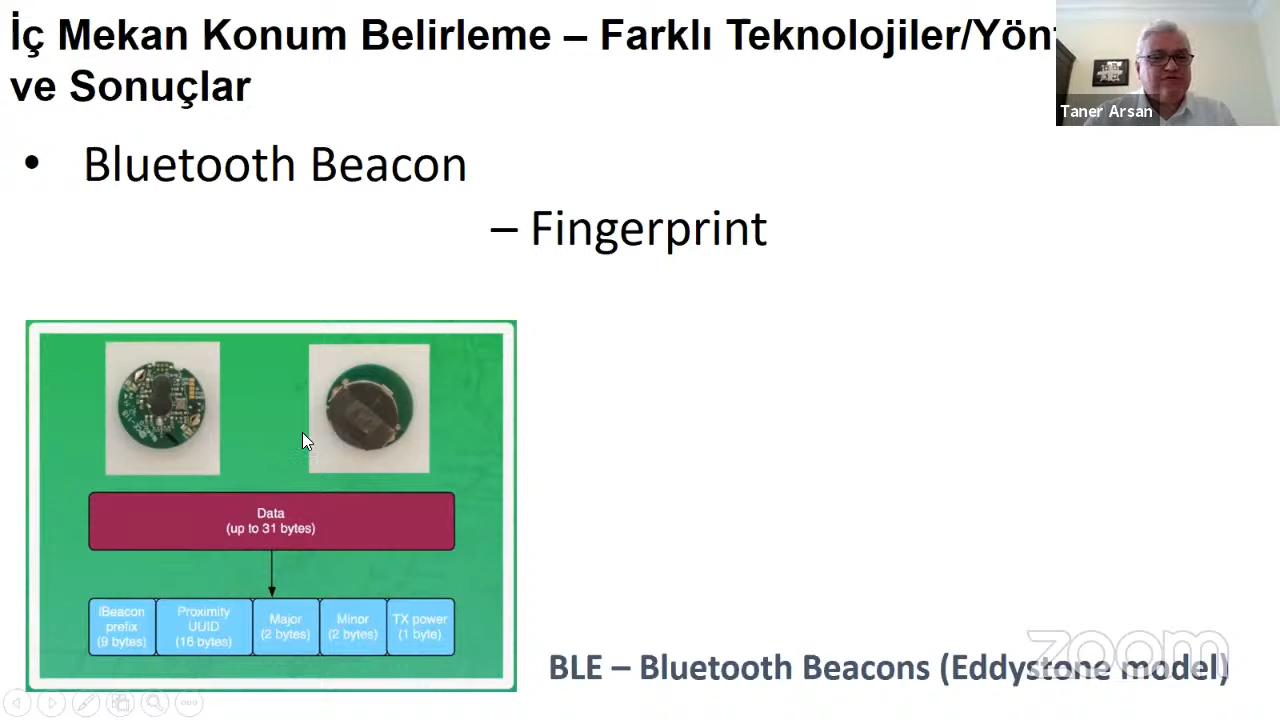 İç Mekan Konum Belirleme – Farklı Teknolojiler/Yönt
ve Sonuçlar
Taner Arsan
• Bluetooth Beacon
– Fingerprint
Data
(up to 31 bytes)
iBeacon
prefix
(9 bytes)
Proximity
UUID
(16 bytes)
Major
(2 bytes)
Minor
(2 bytes)
TX power
(1 byte)
zoom
BLE – Bluetooth Beacons (Eddystone model)